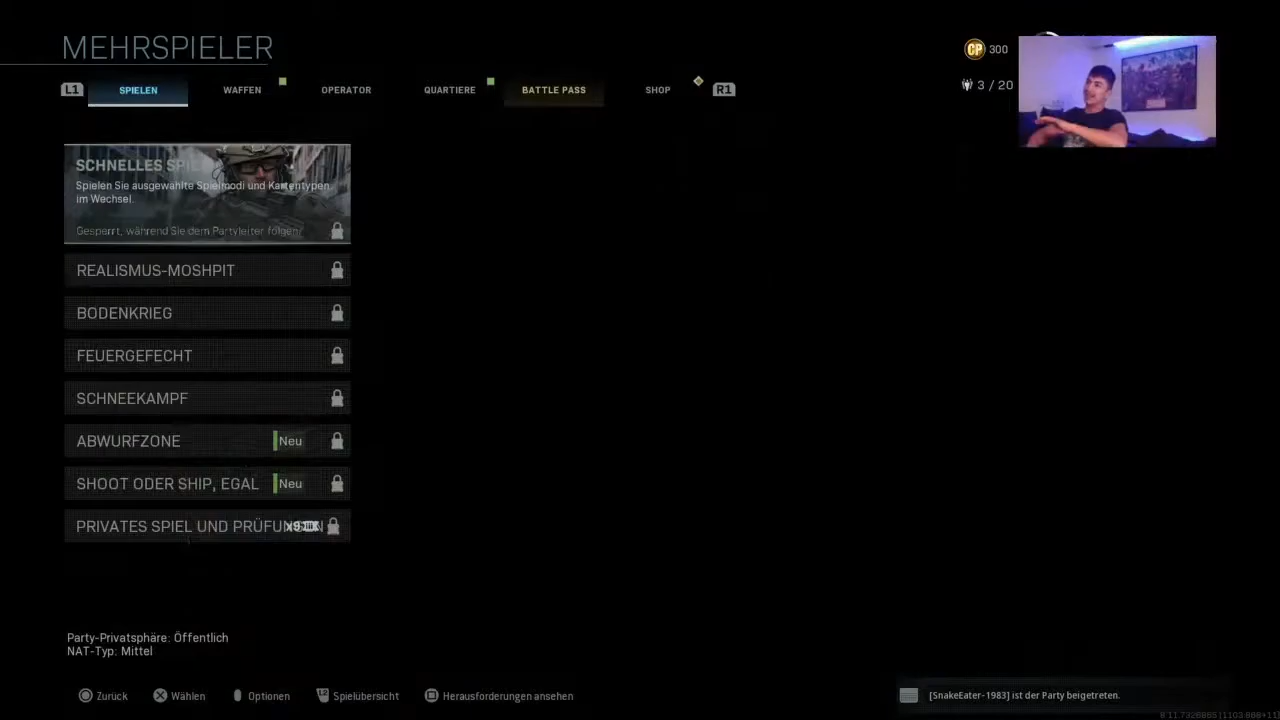 MEHRSPIELER
CP 300
L1 SPIELEN WAFFEN OPERATOR QUARTIERE BATTLE PASS SHOP R1
3 / 20
SCHNELLES
Spielen Sie ausgewählte Spielmodi und Kartentypen
im Wechsel.
Gesperrt, während Sie dem Partyleiter folgen.
REALISMUS-MOSHPIT
BODENKRIEG
FEUERGEFECHT
SCHNEEKAMPF
ABWURFZONE Neu
SHOOT ODER SHIP, EGAL Neu
PRIVATES SPIEL UND
Party-Privatsphäre: Öffentlich
NAT-Typ: Mittel
Zurück Wählen Optionen L2 Spielübersicht Herausforderungen ansehen
[SnakeEater-1983] ist der Party beigetreten.